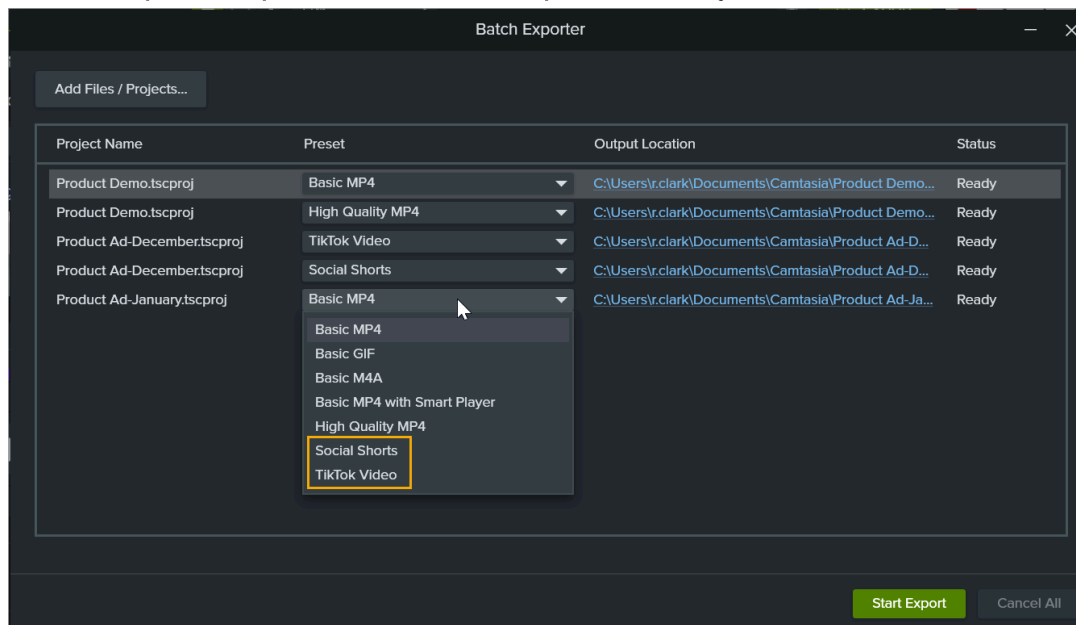 Batch Exporter
Add Files / Projects...
Project Name Preset Output Location Status
Product Demo.tscproj Basic MP4 C:\Users\r.clark\Documents\Camtasia\Product Demo... Ready
Product Demo.tscproj High Quality MP4 C:\Users\r.clark\Documents\Camtasia\Product Demo... Ready
Product Ad-December.tscproj TikTok Video C:\Users\r.clark\Documents\Camtasia\Product Ad-D... Ready
Product Ad-December.tscproj Social Shorts C:\Users\r.clark\Documents\Camtasia\Product Ad-D... Ready
Product Ad-January.tscproj Basic MP4 C:\Users\r.clark\Documents\Camtasia\Product Ad-Ja... Ready
Basic MP4
Basic GIF
Basic M4A
Basic MP4 with Smart Player
High Quality MP4
Social Shorts
TikTok Video
Start Export Cancel All